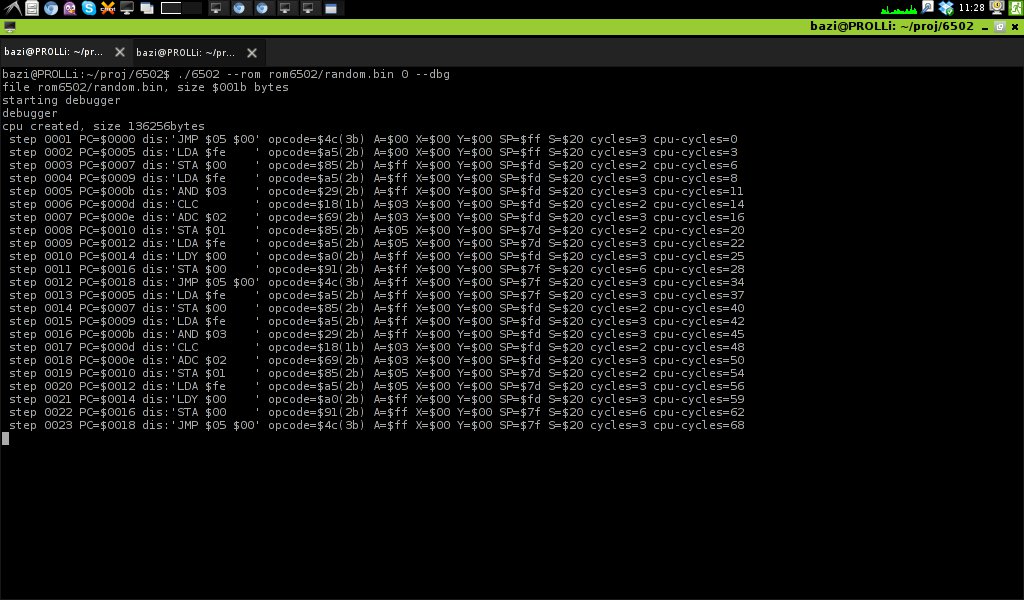 11:28
bazi@PROLLi: ~/proj/6502
bazi@PROLLi: ~/pr... bazi@PROLLi: ~/pr...
bazi@PROLLi:~/proj/6502$ ./6502 --rom rom6502/random.bin 0 --dbg
file rom6502/random.bin, size $001b bytes
starting debugger
debugger
cpu created, size 136256bytes
step 0001 PC=$0000 dis:'JMP $05 $00' opcode=$4c(3b) A=$00 X=$00 Y=$00 SP=$ff S=$20 cycles=3 cpu-cycles=0
step 0002 PC=$0005 dis:'LDA $fe    ' opcode=$a5(2b) A=$00 X=$00 Y=$00 SP=$ff S=$20 cycles=3 cpu-cycles=3
step 0003 PC=$0007 dis:'STA $00    ' opcode=$85(2b) A=$ff X=$00 Y=$00 SP=$fd S=$20 cycles=2 cpu-cycles=6
step 0004 PC=$0009 dis:'LDA $fe    ' opcode=$a5(2b) A=$ff X=$00 Y=$00 SP=$fd S=$20 cycles=3 cpu-cycles=8
step 0005 PC=$000b dis:'AND $03    ' opcode=$29(2b) A=$ff X=$00 Y=$00 SP=$fd S=$20 cycles=3 cpu-cycles=11
step 0006 PC=$000d dis:'CLC        ' opcode=$18(1b) A=$03 X=$00 Y=$00 SP=$fd S=$20 cycles=2 cpu-cycles=14
step 0007 PC=$000e dis:'ADC $02    ' opcode=$69(2b) A=$03 X=$00 Y=$00 SP=$fd S=$20 cycles=3 cpu-cycles=16
step 0008 PC=$0010 dis:'STA $01    ' opcode=$85(2b) A=$05 X=$00 Y=$00 SP=$7d S=$20 cycles=2 cpu-cycles=20
step 0009 PC=$0012 dis:'LDA $fe    ' opcode=$a5(2b) A=$05 X=$00 Y=$00 SP=$7d S=$20 cycles=3 cpu-cycles=22
step 0010 PC=$0014 dis:'LDY $00    ' opcode=$a0(2b) A=$ff X=$00 Y=$00 SP=$fd S=$20 cycles=3 cpu-cycles=25
step 0011 PC=$0016 dis:'STA $00    ' opcode=$91(2b) A=$ff X=$00 Y=$00 SP=$7f S=$20 cycles=6 cpu-cycles=28
step 0012 PC=$0018 dis:'JMP $05 $00' opcode=$4c(3b) A=$ff X=$00 Y=$00 SP=$7f S=$20 cycles=3 cpu-cycles=34
step 0013 PC=$0005 dis:'LDA $fe    ' opcode=$a5(2b) A=$ff X=$00 Y=$00 SP=$7f S=$20 cycles=3 cpu-cycles=37
step 0014 PC=$0007 dis:'STA $00    ' opcode=$85(2b) A=$ff X=$00 Y=$00 SP=$fd S=$20 cycles=2 cpu-cycles=40
step 0015 PC=$0009 dis:'LDA $fe    ' opcode=$a5(2b) A=$ff X=$00 Y=$00 SP=$fd S=$20 cycles=3 cpu-cycles=42
step 0016 PC=$000b dis:'AND $03    ' opcode=$29(2b) A=$ff X=$00 Y=$00 SP=$fd S=$20 cycles=3 cpu-cycles=45
step 0017 PC=$000d dis:'CLC        ' opcode=$18(1b) A=$03 X=$00 Y=$00 SP=$fd S=$20 cycles=2 cpu-cycles=48
step 0018 PC=$000e dis:'ADC $02    ' opcode=$69(2b) A=$03 X=$00 Y=$00 SP=$fd S=$20 cycles=3 cpu-cycles=50
step 0019 PC=$0010 dis:'STA $01    ' opcode=$85(2b) A=$05 X=$00 Y=$00 SP=$7d S=$20 cycles=2 cpu-cycles=54
step 0020 PC=$0012 dis:'LDA $fe    ' opcode=$a5(2b) A=$05 X=$00 Y=$00 SP=$7d S=$20 cycles=3 cpu-cycles=56
step 0021 PC=$0014 dis:'LDY $00    ' opcode=$a0(2b) A=$ff X=$00 Y=$00 SP=$fd S=$20 cycles=3 cpu-cycles=59
step 0022 PC=$0016 dis:'STA $00    ' opcode=$91(2b) A=$ff X=$00 Y=$00 SP=$7f S=$20 cycles=6 cpu-cycles=62
step 0023 PC=$0018 dis:'JMP $05 $00' opcode=$4c(3b) A=$ff X=$00 Y=$00 SP=$7f S=$20 cycles=3 cpu-cycles=68